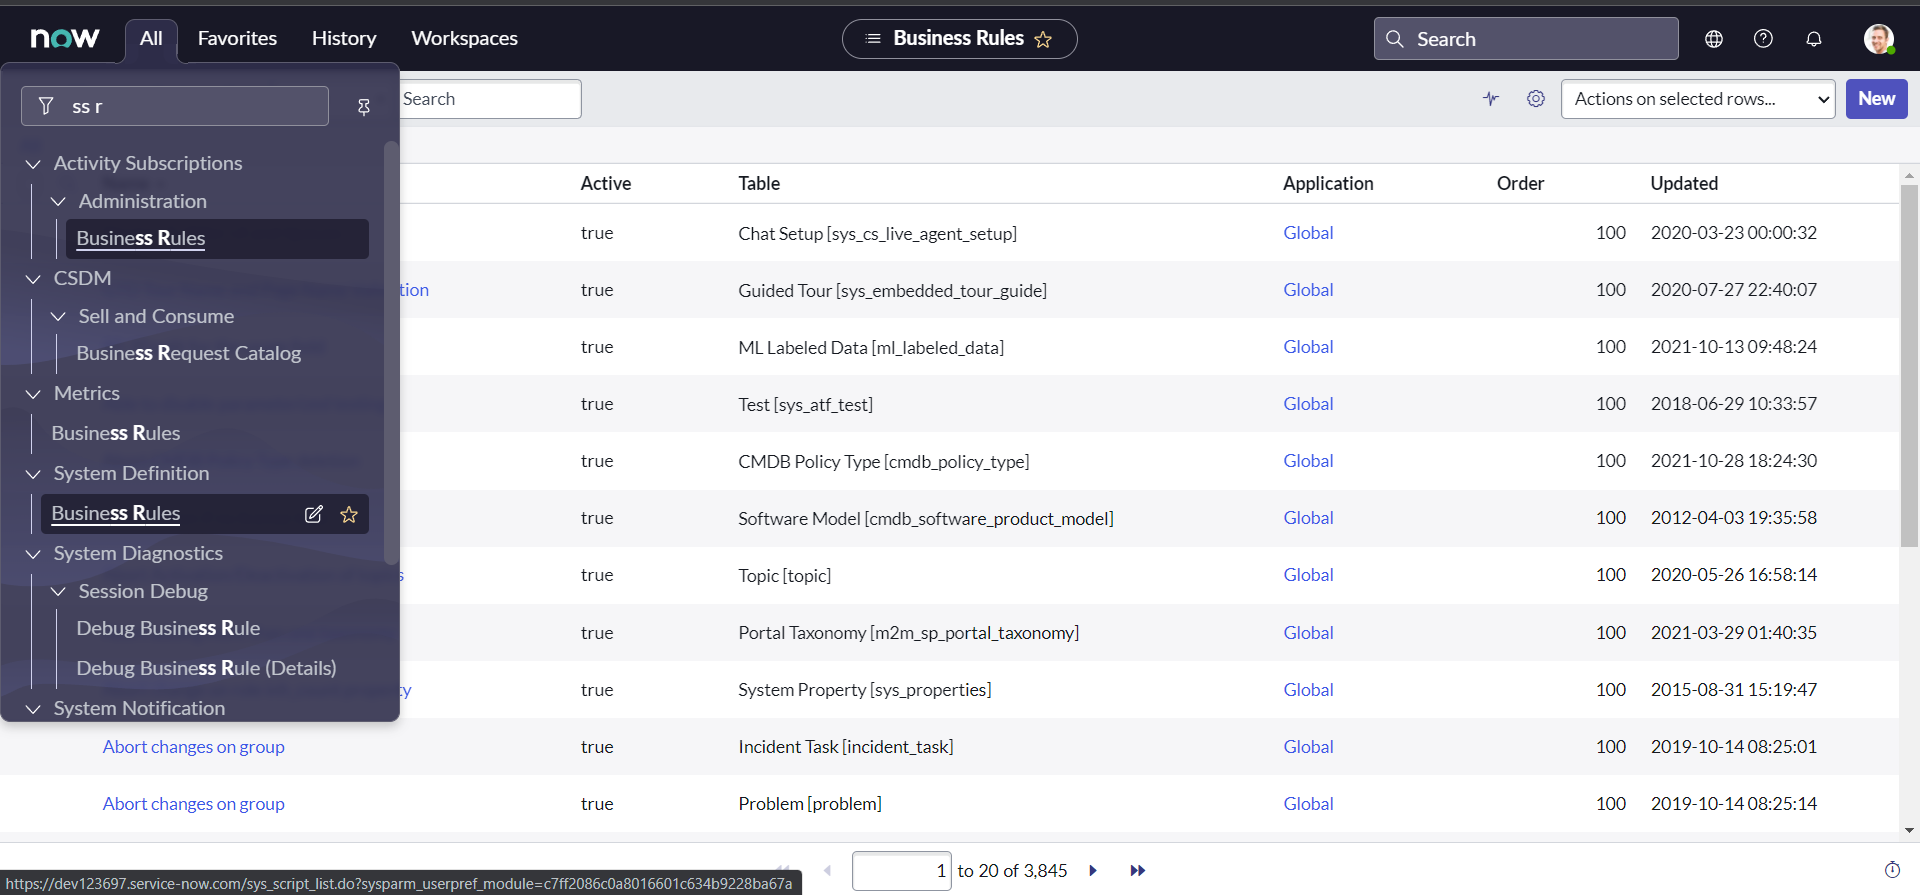 now
All
Favorites
History
Workspaces
Business Rules
Search
ss r
Search
Actions on selected rows...
New
Activity Subscriptions
Administration
Business Rules
CSDM
Sell and Consume
Business Request Catalog
Metrics
Business Rules
System Definition
Business Rules
System Diagnostics
Session Debug
Debug Business Rule
Debug Business Rule (Details)
System Notification
Active Table Application Order Updated
true Chat Setup [sys_cs_live_agent_setup] Global 100 2020-03-23 00:00:32
tion true Guided Tour [sys_embedded_tour_guide] Global 100 2020-07-27 22:40:07
true ML Labeled Data [ml_labeled_data] Global 100 2021-10-13 09:48:24
true Test [sys_atf_test] Global 100 2018-06-29 10:33:57
true CMDB Policy Type [cmdb_policy_type] Global 100 2021-10-28 18:24:30
true Software Model [cmdb_software_product_model] Global 100 2012-04-03 19:35:58
s true Topic [topic] Global 100 2020-05-26 16:58:14
true Portal Taxonomy [m2m_sp_portal_taxonomy] Global 100 2021-03-29 01:40:35
ty true System Property [sys_properties] Global 100 2015-08-31 15:19:47
Abort changes on group true Incident Task [incident_task] Global 100 2019-10-14 08:25:01
Abort changes on group true Problem [problem] Global 100 2019-10-14 08:25:14
1 to 20 of 3,845
https://dev123697.service-now.com/sys_script_list.do?sysparm_userpref_module=c7ff2086c0a8016601c634b9228ba67a